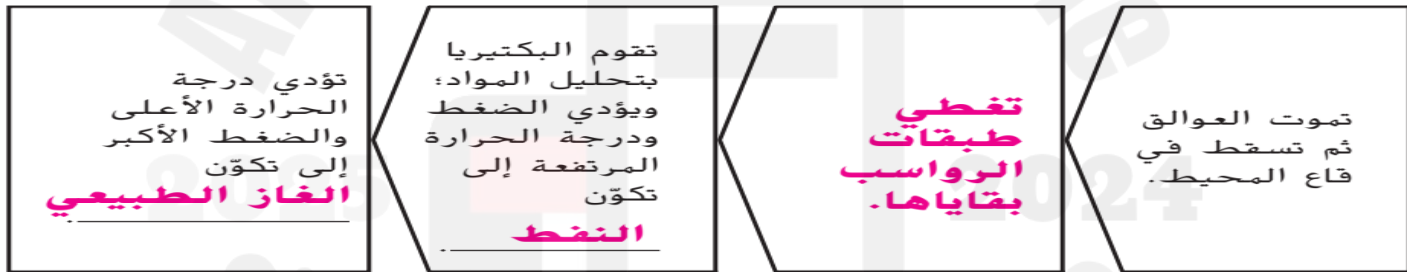 تموت العوالق
ثم تسقط في
قاع المحيط.
تغطي
طبقات
الرواسب
بقاياها.
تقوم البكتيريا
بتحليل المواد؛
ويؤدي الضغط
ودرجة الحرارة
المرتفعة إلى
تكوّن
النفط.
تؤدي درجة
الحرارة الأعلى
والضغط الأكبر
إلى تكوّن
الغاز الطبيعي.
2024